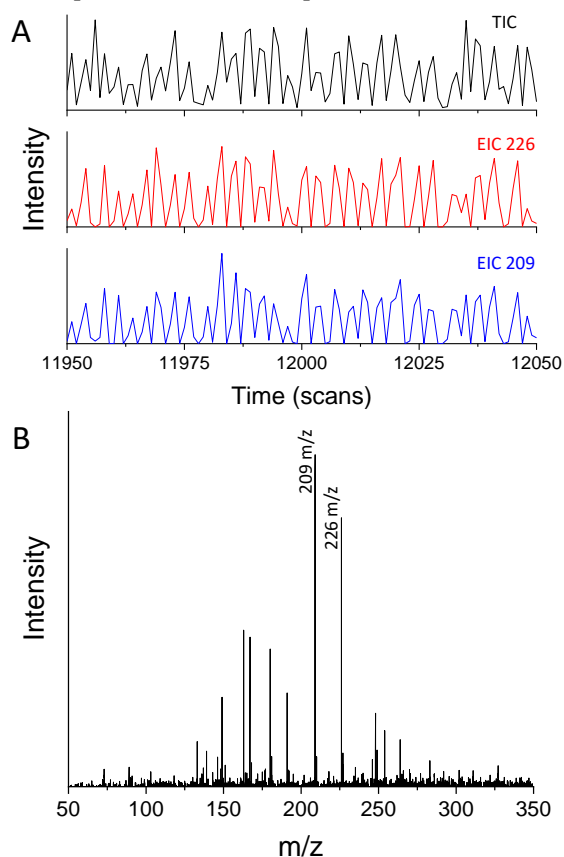 A
TIC
EIC 226
EIC 209
Intensity
11950 11975 12000 12025 12050
Time (scans)
B
209 m/z
226 m/z
Intensity
50 100 150 200 250 300 350
m/z